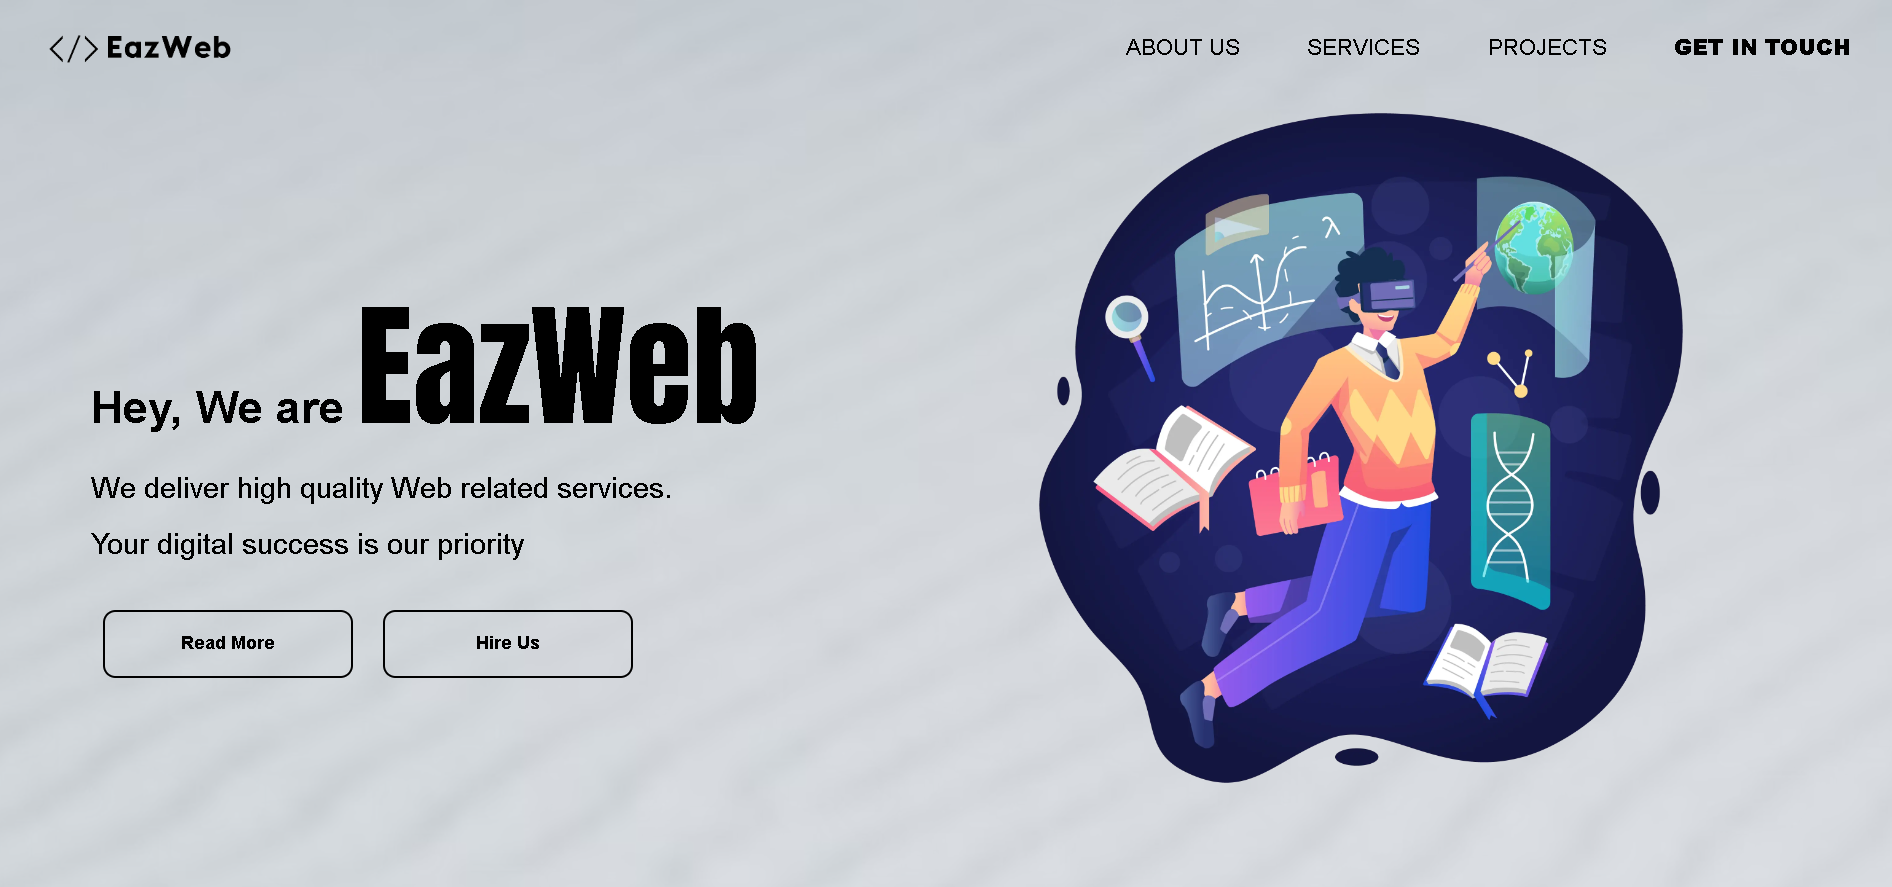 </> EazWeb
ABOUT US
SERVICES
PROJECTS
GET IN TOUCH
λ
Hey, We are EazWeb
We deliver high quality Web related services.
Your digital success is our priority
Read More
Hire Us